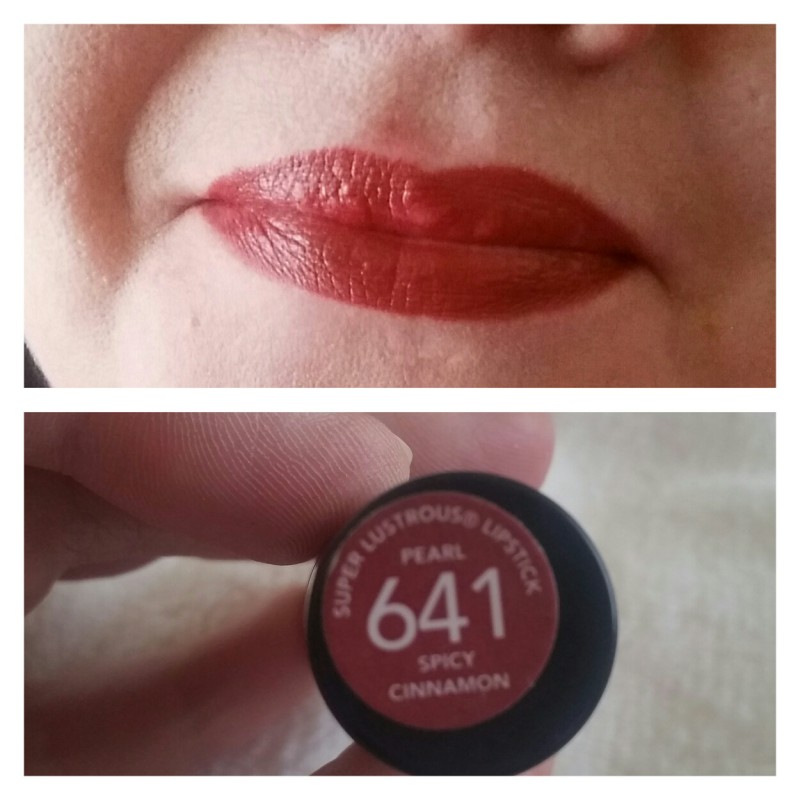 SUPER LUSTROUS® LIPSTICK
PEARL
641
SPICY
CINNAMON